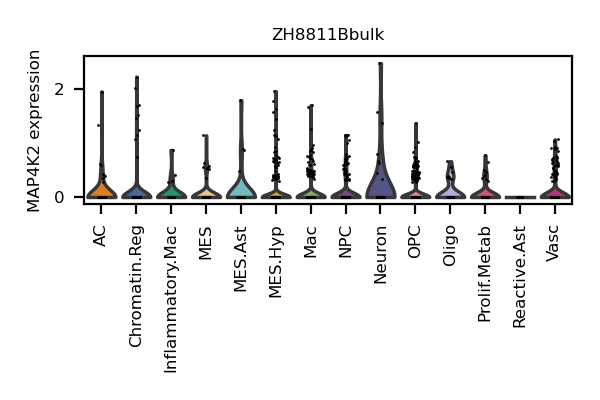 ZH8811Bbulk
MAP4K2 expression
2
0
AC
Chromatin.Reg
Inflammatory.Mac
MES
MES.Ast
MES.Hyp
Mac
NPC
Neuron
OPC
Oligo
Prolif.Metab
Reactive.Ast
Vasc